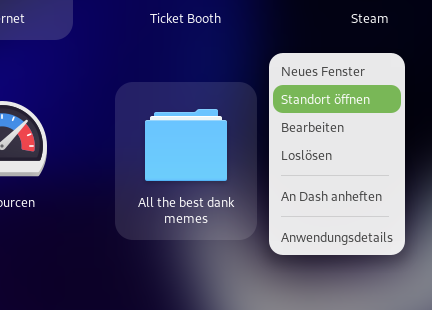 ernet
Ticket Booth
Steam
Neues Fenster
Standort öffnen
Bearbeiten
Loslösen
An Dash anheften
Anwendungsdetails
ourcen
All the best dank
memes